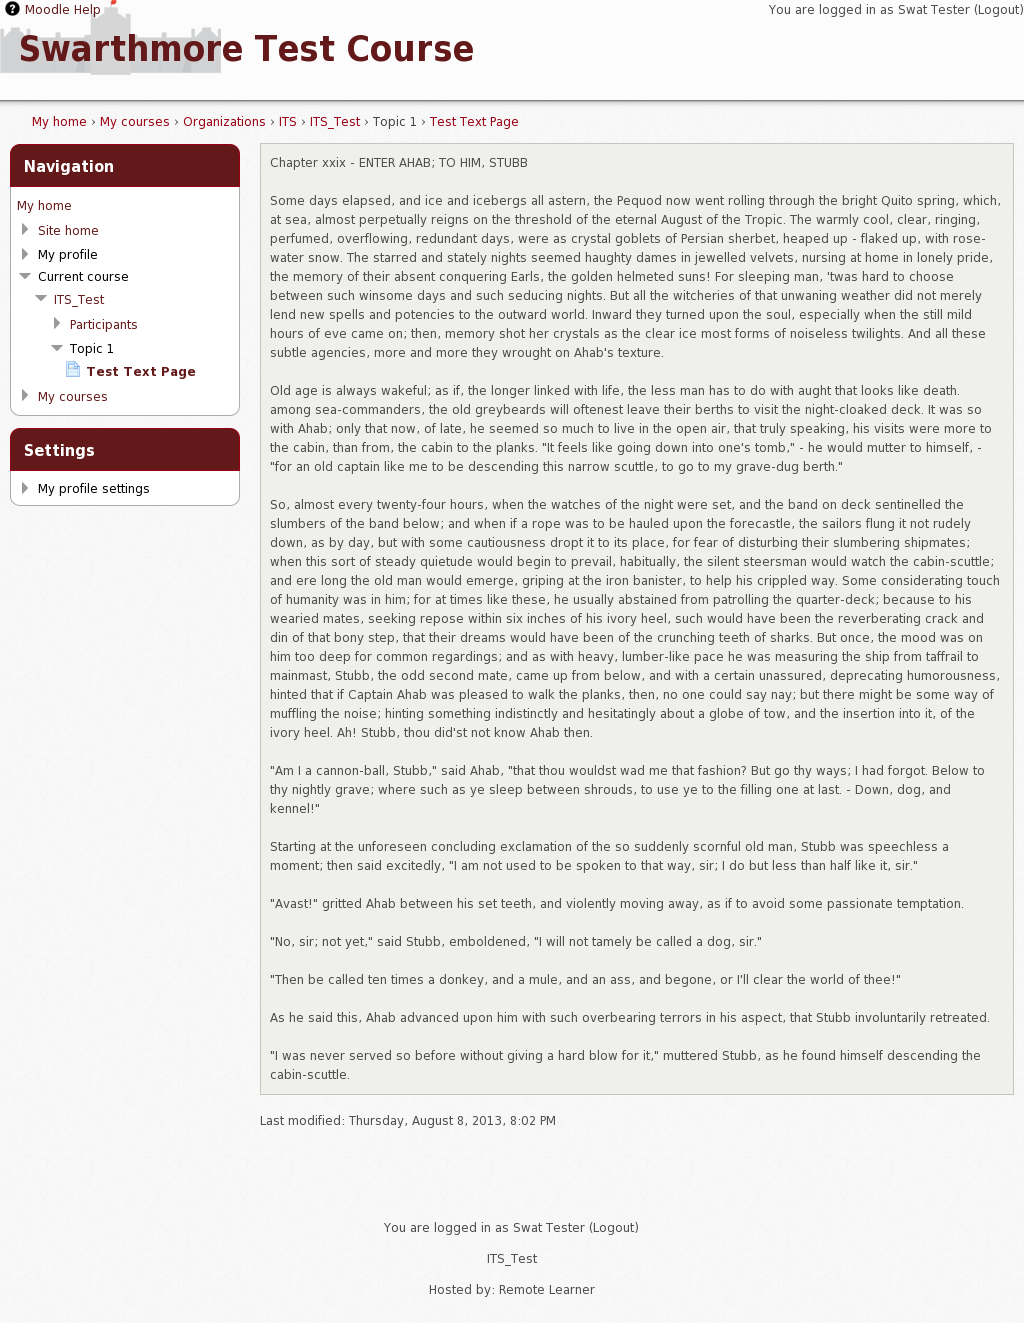 Moodle Help
You are logged in as Swat Tester (Logout)
Swarthmore Test Course
My home › My courses › Organizations › ITS › ITS_Test › Topic 1 › Test Text Page
Navigation
My home
Site home
My profile
Current course
ITS_Test
Participants
Topic 1
Test Text Page
My courses
Settings
My profile settings
Chapter xxix - ENTER AHAB; TO HIM, STUBB
Some days elapsed, and ice and icebergs all astern, the Pequod now went rolling through the bright Quito spring, which,
at sea, almost perpetually reigns on the threshold of the eternal August of the Tropic. The warmly cool, clear, ringing,
perfumed, overflowing, redundant days, were as crystal goblets of Persian sherbet, heaped up - flaked up, with rose-
water snow. The starred and stately nights seemed haughty dames in jewelled velvets, nursing at home in lonely pride,
the memory of their absent conquering Earls, the golden helmeted suns! For sleeping man, 'twas hard to choose
between such winsome days and such seducing nights. But all the witcheries of that unwaning weather did not merely
lend new spells and potencies to the outward world. Inward they turned upon the soul, especially when the still mild
hours of eve came on; then, memory shot her crystals as the clear ice most forms of noiseless twilights. And all these
subtle agencies, more and more they wrought on Ahab's texture.
Old age is always wakeful; as if, the longer linked with life, the less man has to do with aught that looks like death.
among sea-commanders, the old greybeards will oftenest leave their berths to visit the night-cloaked deck. It was so
with Ahab; only that now, of late, he seemed so much to live in the open air, that truly speaking, his visits were more to
the cabin, than from, the cabin to the planks. "It feels like going down into one's tomb," - he would mutter to himself, -
"for an old captain like me to be descending this narrow scuttle, to go to my grave-dug berth."
So, almost every twenty-four hours, when the watches of the night were set, and the band on deck sentinelled the
slumbers of the band below; and when if a rope was to be hauled upon the forecastle, the sailors flung it not rudely
down, as by day, but with some cautiousness dropt it to its place, for fear of disturbing their slumbering shipmates;
when this sort of steady quietude would begin to prevail, habitually, the silent steersman would watch the cabin-scuttle;
and ere long the old man would emerge, griping at the iron banister, to help his crippled way. Some considerating touch
of humanity was in him; for at times like these, he usually abstained from patrolling the quarter-deck; because to his
wearied mates, seeking repose within six inches of his ivory heel, such would have been the reverberating crack and
din of that bony step, that their dreams would have been of the crunching teeth of sharks. But once, the mood was on
him too deep for common regardings; and as with heavy, lumber-like pace he was measuring the ship from taffrail to
mainmast, Stubb, the odd second mate, came up from below, and with a certain unassured, deprecating humorousness,
hinted that if Captain Ahab was pleased to walk the planks, then, no one could say nay; but there might be some way of
muffling the noise; hinting something indistinctly and hesitatingly about a globe of tow, and the insertion into it, of the
ivory heel. Ah! Stubb, thou did'st not know Ahab then.
"Am I a cannon-ball, Stubb," said Ahab, "that thou wouldst wad me that fashion? But go thy ways; I had forgot. Below to
thy nightly grave; where such as ye sleep between shrouds, to use ye to the filling one at last. - Down, dog, and
kennel!"
Starting at the unforeseen concluding exclamation of the so suddenly scornful old man, Stubb was speechless a
moment; then said excitedly, "I am not used to be spoken to that way, sir; I do but less than half like it, sir."
"Avast!" gritted Ahab between his set teeth, and violently moving away, as if to avoid some passionate temptation.
"No, sir; not yet," said Stubb, emboldened, "I will not tamely be called a dog, sir."
"Then be called ten times a donkey, and a mule, and an ass, and begone, or I'll clear the world of thee!"
As he said this, Ahab advanced upon him with such overbearing terrors in his aspect, that Stubb involuntarily retreated.
"I was never served so before without giving a hard blow for it," muttered Stubb, as he found himself descending the
cabin-scuttle.
Last modified: Thursday, August 8, 2013, 8:02 PM
You are logged in as Swat Tester (Logout)
ITS_Test
Hosted by: Remote Learner